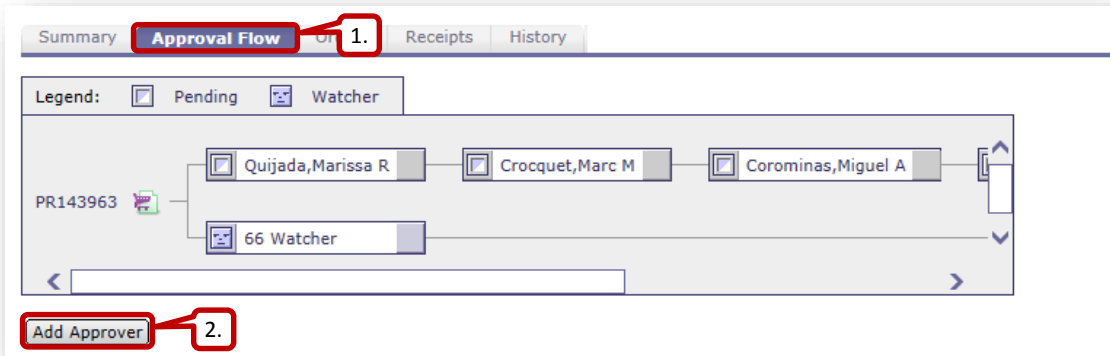 Summary Approval Flow 1. Receipts History
Legend: Pending Watcher
Quijada,Marissa R Crocquet,Marc M Corominas,Miguel A
PR143963
66 Watcher
Add Approver 2.